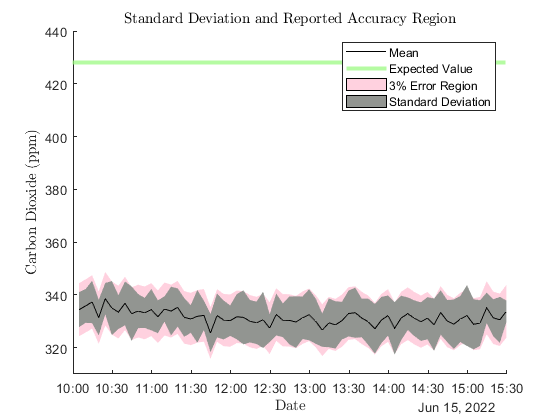 Standard Deviation and Reported Accuracy Region
440
420
400
380
360
340
320
Carbon Dioxide (ppm)
Mean
Expected Value
3% Error Region
Standard Deviation
10:00 10:30 11:00 11:30 12:00 12:30 13:00 13:30 14:00 14:30 15:00 15:30
Date
Jun 15, 2022